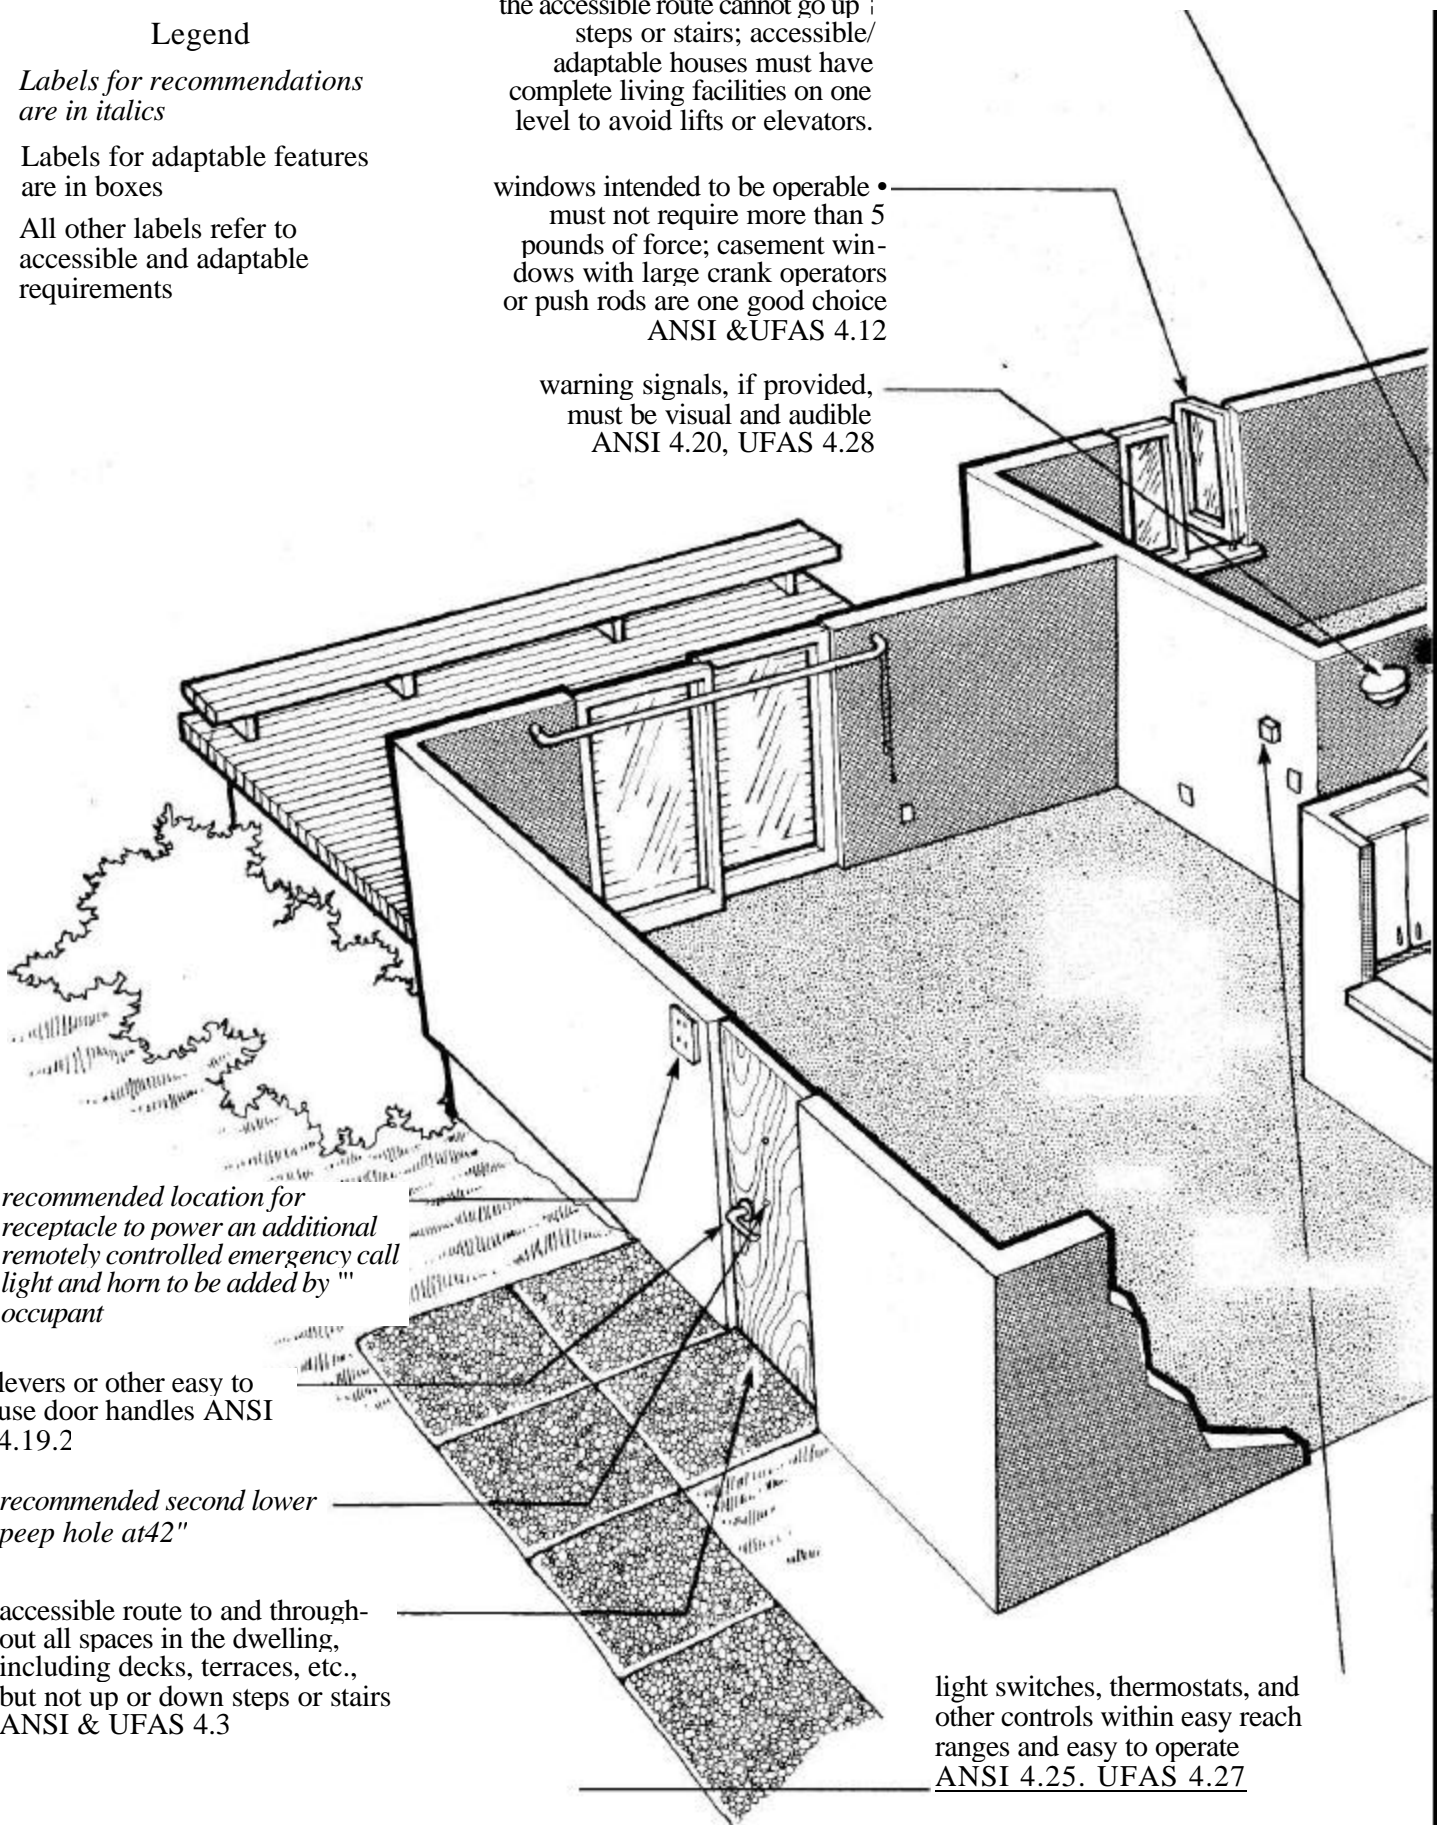 Legend
Labels for recommendations
are in italics
Labels for adaptable features
are in boxes
All other labels refer to
accessible and adaptable
requirements
the accessible route cannot go up
steps or stairs; accessible/
adaptable houses must have
complete living facilities on one
level to avoid lifts or elevators.
windows intended to be operable •
must not require more than 5
pounds of force; casement win-
dows with large crank operators
or push rods are one good choice
ANSI &UFAS 4.12
warning signals, if provided,
must be visual and audible
ANSI 4.20, UFAS 4.28
recommended location for
receptacle to power an additional
remotely controlled emergency call
light and horn to be added by "'
occupant
levers or other easy to
use door handles ANSI
4.19.2
recommended second lower
peep hole at42"
accessible route to and through-
out all spaces in the dwelling,
including decks, terraces, etc.,
but not up or down steps or stairs
ANSI & UFAS 4.3
light switches, thermostats, and
other controls within easy reach
ranges and easy to operate
ANSI 4.25. UFAS 4.27